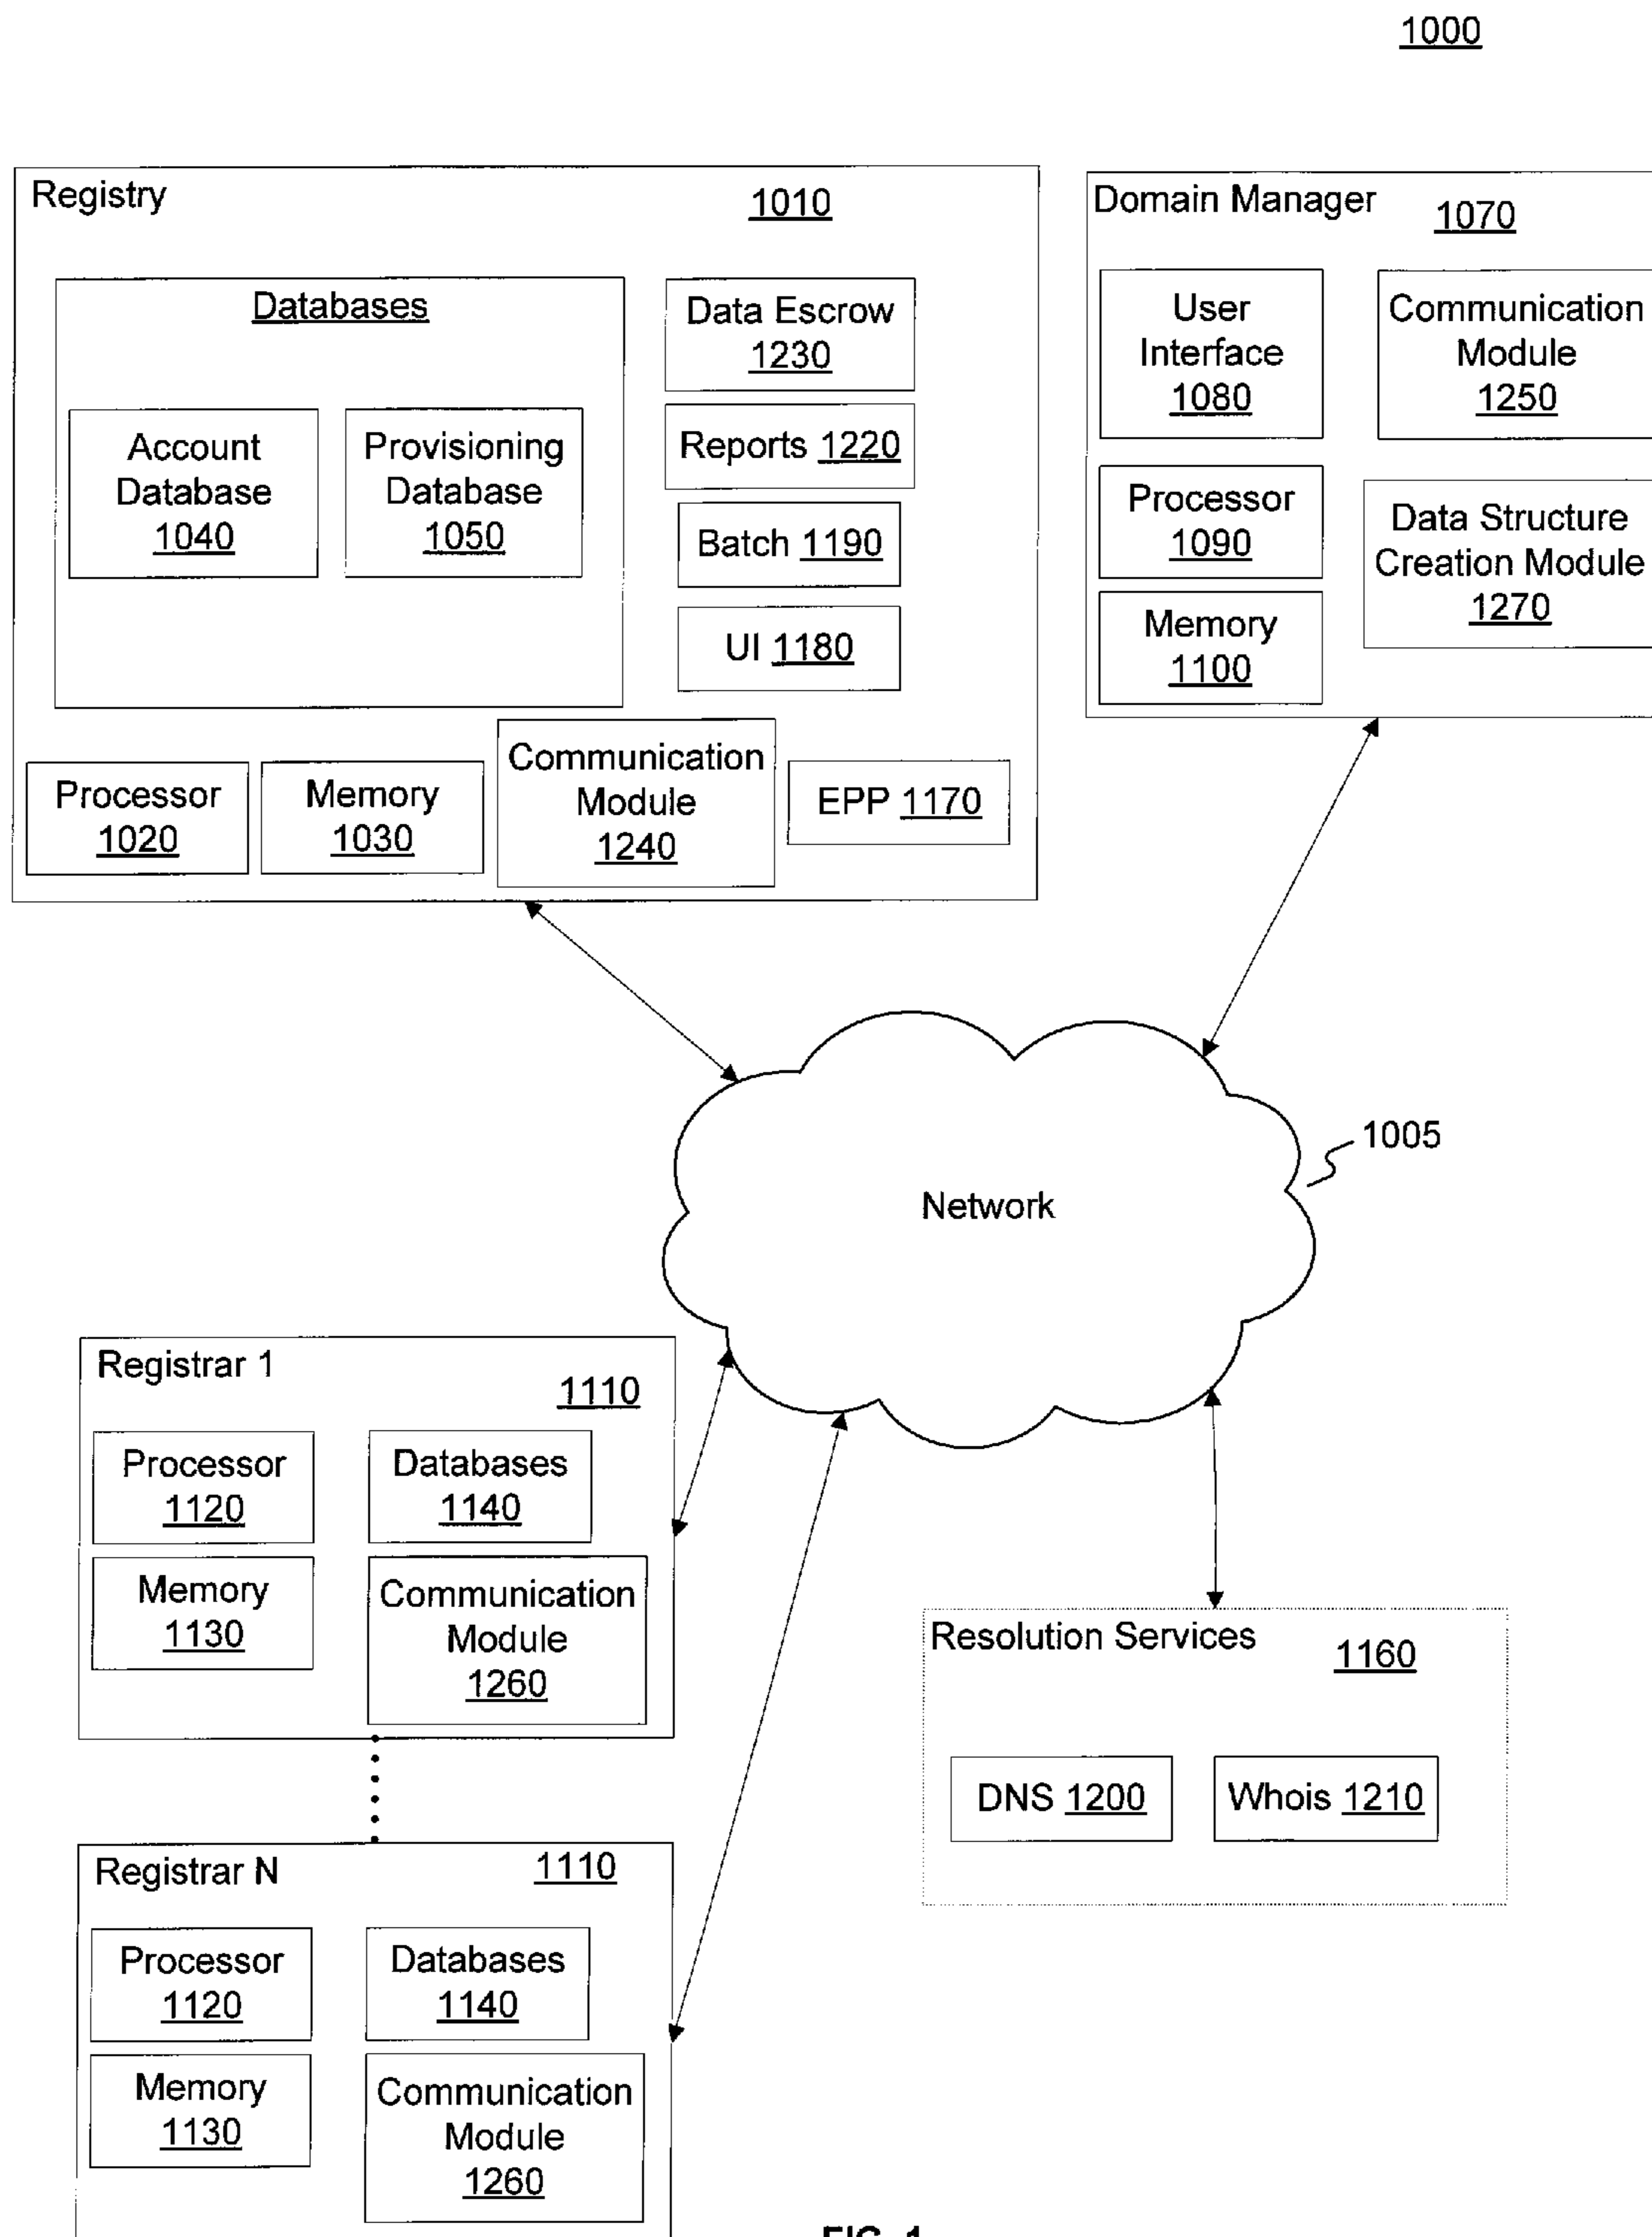 1000
Registry
1010
Databases
Account
Database
1040
Provisioning
Database
1050
Data Escrow
1230
Reports 1220
Batch 1190
UI 1180
Processor
1020
Memory
1030
Communication
Module
1240
EPP 1170
Domain Manager
1070
User
Interface
1080
Communication
Module
1250
Processor
1090
Data Structure
Creation Module
1270
Memory
1100
Network
1005
Registrar 1
1110
Processor
1120
Databases
1140
Memory
1130
Communication
Module
1260
Resolution Services
1160
DNS 1200
Whois 1210
Registrar N
1110
Processor
1120
Databases
1140
Memory
1130
Communication
Module
1260
FIG. 1